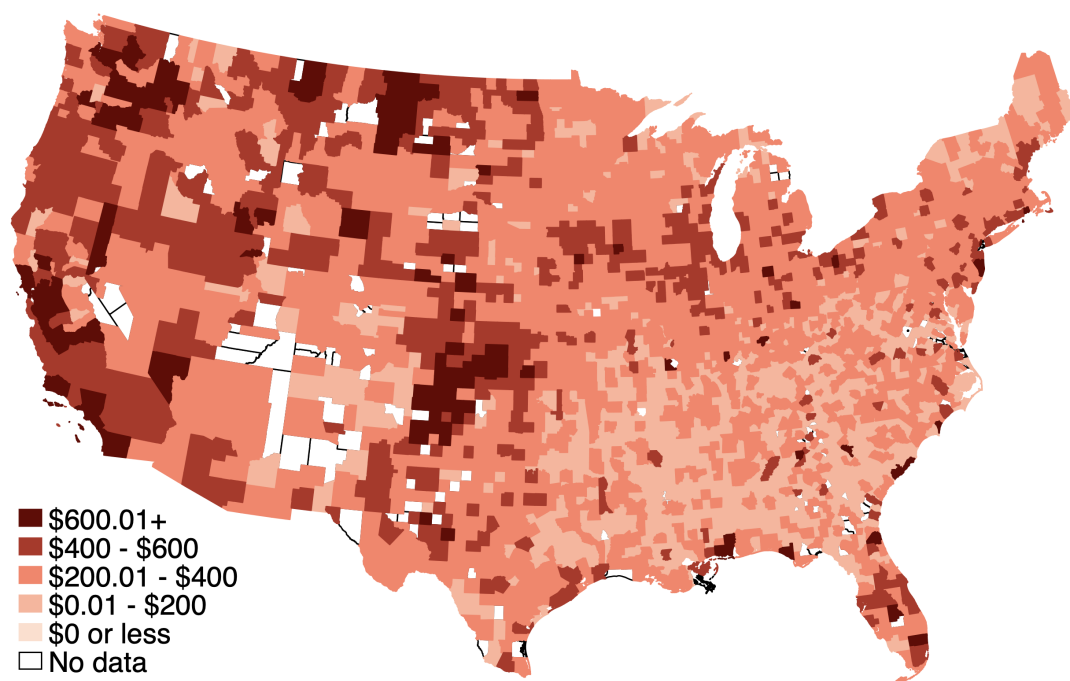 $600.01+
$400 - $600
$200.01 - $400
$0.01 - $200
$0 or less
No data